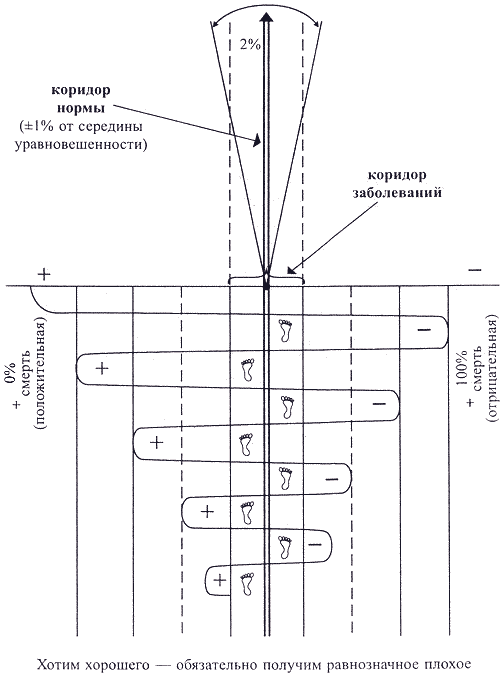 2%
коридор
нормы
(±1% от середины
уравновешенности)
коридор
заболеваний
+
−
0%
+ смерть
(положительная)
100%
+ смерть
(отрицательная)
−
+
−
+
−
+
−
+
Хотим хорошего — обязательно получим равнозначное плохое